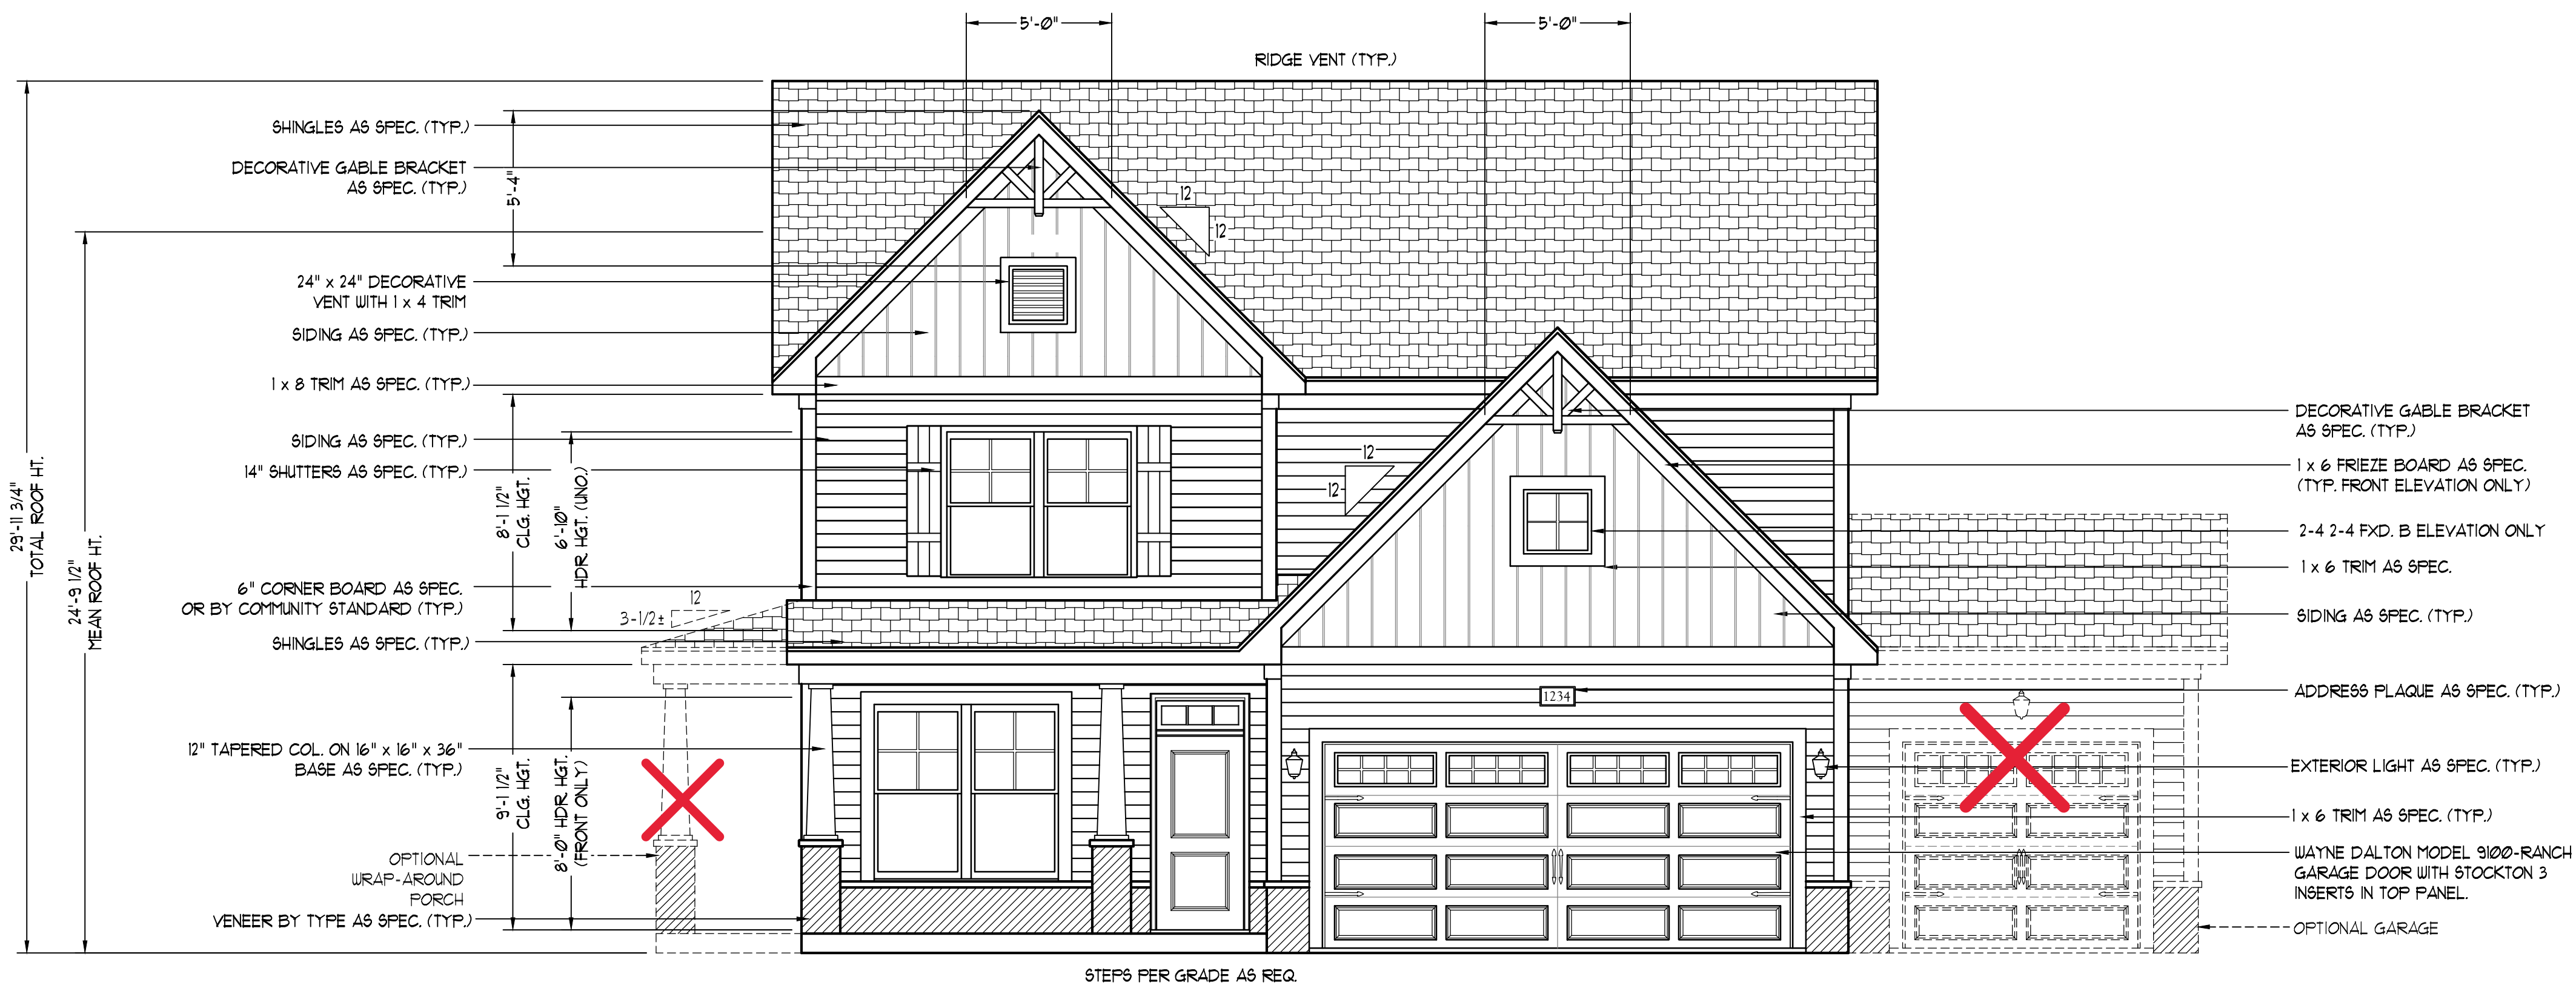 5'-0"
5'-0"
RIDGE VENT (TYP.)
SHINGLES AS SPEC. (TYP.)
DECORATIVE GABLE BRACKET
AS SPEC. (TYP.)
5'-4"
12
12
24" x 24" DECORATIVE
VENT WITH 1 x 4 TRIM
SIDING AS SPEC. (TYP.)
1 x 8 TRIM AS SPEC. (TYP.)
SIDING AS SPEC. (TYP.)
14" SHUTTERS AS SPEC. (TYP.)
29'-11 3/4"
TOTAL ROOF HT.
24'-9 1/2"
MEAN ROOF HT.
8'-1 1/2"
CLG. HGT.
6'-10"
HDR HGT. (UNO.)
12
12
6" CORNER BOARD AS SPEC.
OR BY COMMUNITY STANDARD (TYP.)
12
3-1/2±
SHINGLES AS SPEC. (TYP.)
12" TAPERED COL. ON 16" x 16" x 36"
BASE AS SPEC. (TYP.)
9'-1 1/2"
CLG. HGT.
8'-0" HDR HGT.
(FRONT ONLY)
OPTIONAL
WRAP-AROUND
PORCH
VENEER BY TYPE AS SPEC. (TYP.)
1234
DECORATIVE GABLE BRACKET
AS SPEC. (TYP.)
1 x 6 FRIEZE BOARD AS SPEC.
(TYP. FRONT ELEVATION ONLY)
2-4 2-4 FXD. B ELEVATION ONLY
1 x 6 TRIM AS SPEC.
SIDING AS SPEC. (TYP.)
ADDRESS PLAQUE AS SPEC. (TYP.)
EXTERIOR LIGHT AS SPEC. (TYP.)
1 x 6 TRIM AS SPEC. (TYP.)
WAYNE DALTON MODEL 9100-RANCH
GARAGE DOOR WITH STOCKTON 3
INSERTS IN TOP PANEL.
OPTIONAL GARAGE
STEPS PER GRADE AS REQ.